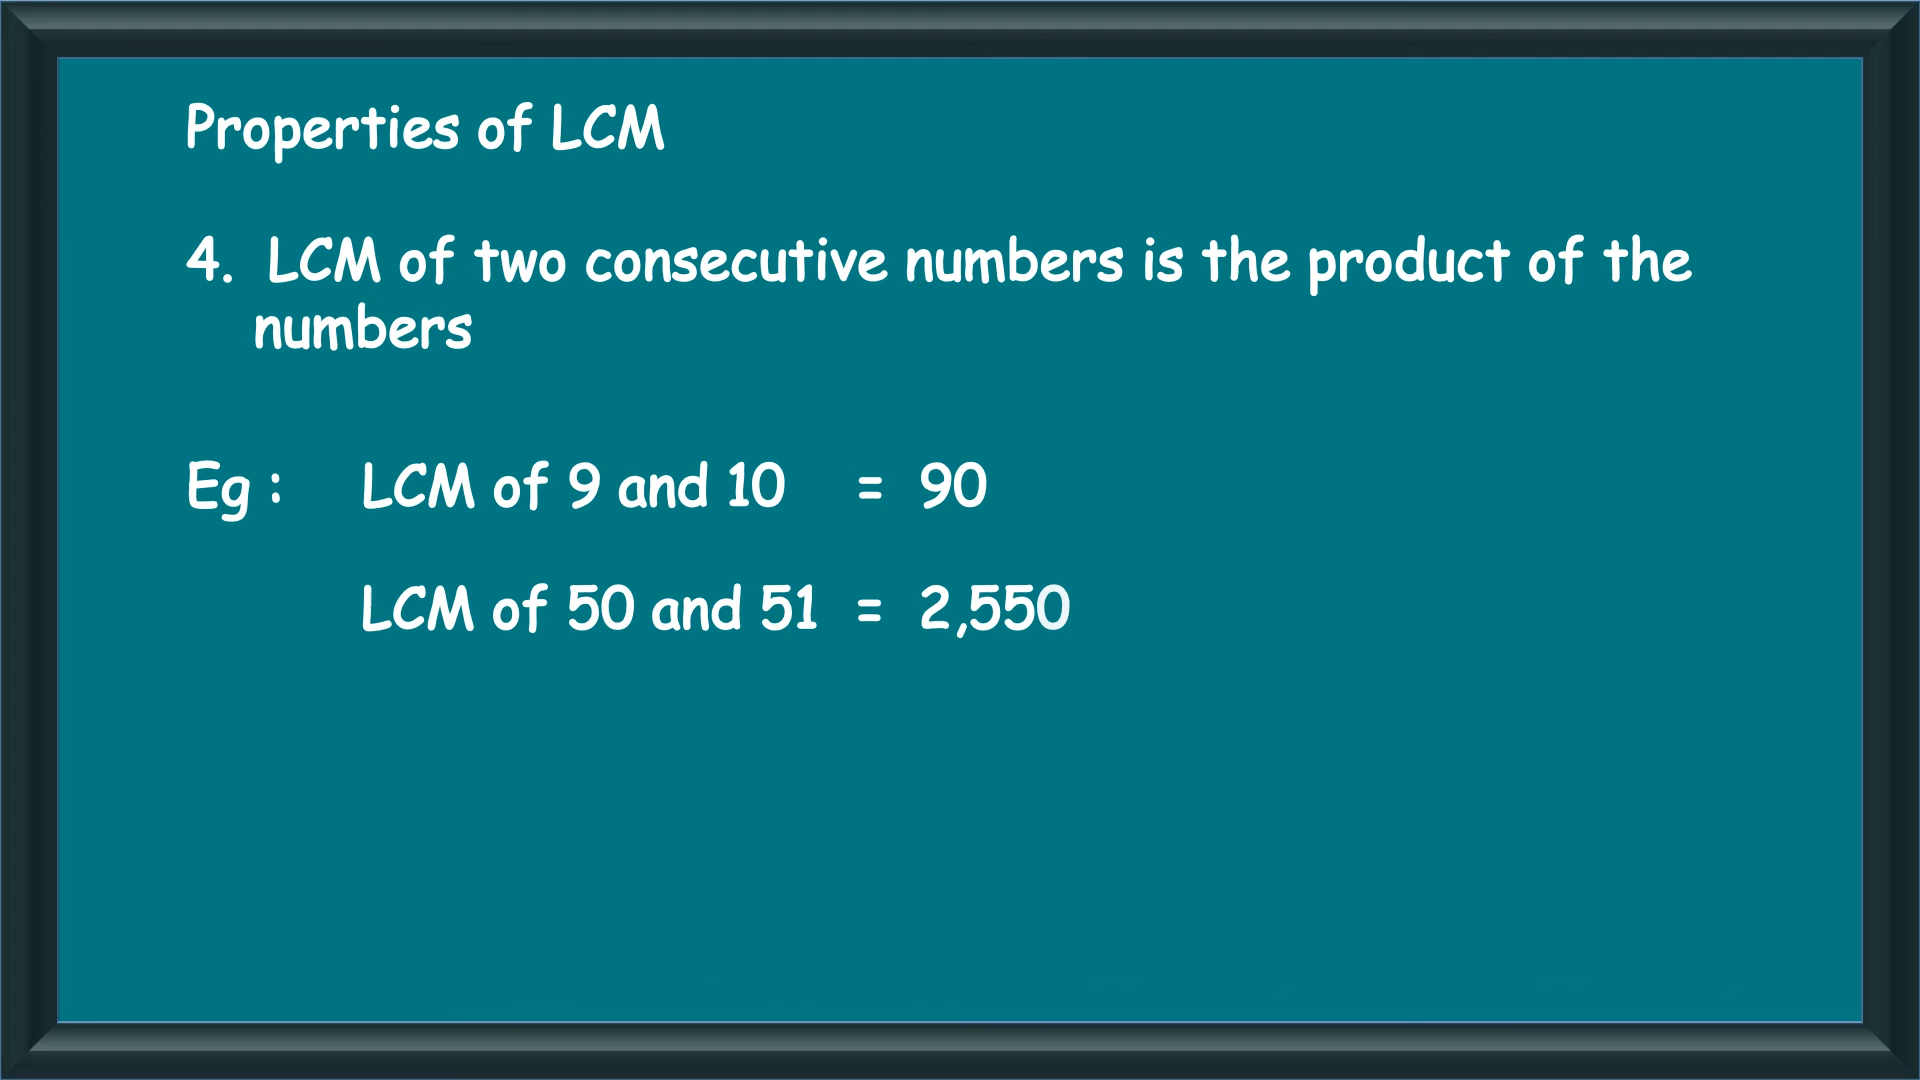 Properties of LCM
4. LCM of two consecutive numbers is the product of the
numbers
Eg : LCM of 9 and 10 = 90
LCM of 50 and 51 = 2,550